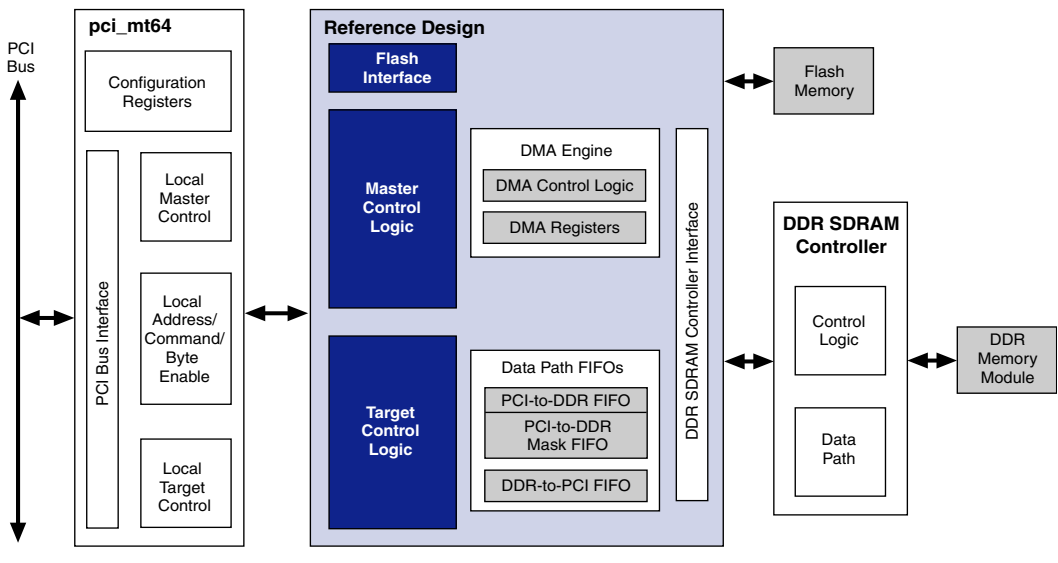 PCI
Bus
pci_mt64
Configuration
Registers
PCI Bus Interface
Local
Master
Control
Local
Address/
Command/
Byte
Enable
Local
Target
Control
Reference Design
Flash
Interface
Master
Control
Logic
Target
Control
Logic
DMA Engine
DMA Control Logic
DMA Registers
Data Path FIFOs
PCI-to-DDR FIFO
PCI-to-DDR
Mask FIFO
DDR-to-PCI FIFO
DDR SDRAM Controller Interface
Flash
Memory
DDR SDRAM
Controller
Control
Logic
Data
Path
DDR
Memory
Module